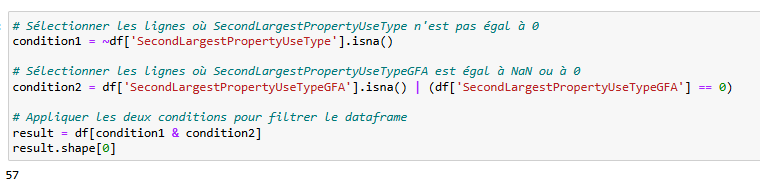 # Sélectionner les lignes où SecondLargestPropertyUseType n'est pas égal à 0
condition1 = ~df['SecondLargestPropertyUseType'].isna()
# Sélectionner les lignes où SecondLargestPropertyUseTypeGFA est égal à NaN ou à 0
condition2 = df['SecondLargestPropertyUseTypeGFA'].isna() | (df['SecondLargestPropertyUseTypeGFA'] == 0)
# Appliquer les deux conditions pour filtrer le dataframe
result = df[condition1 & condition2]
result.shape[0]
57